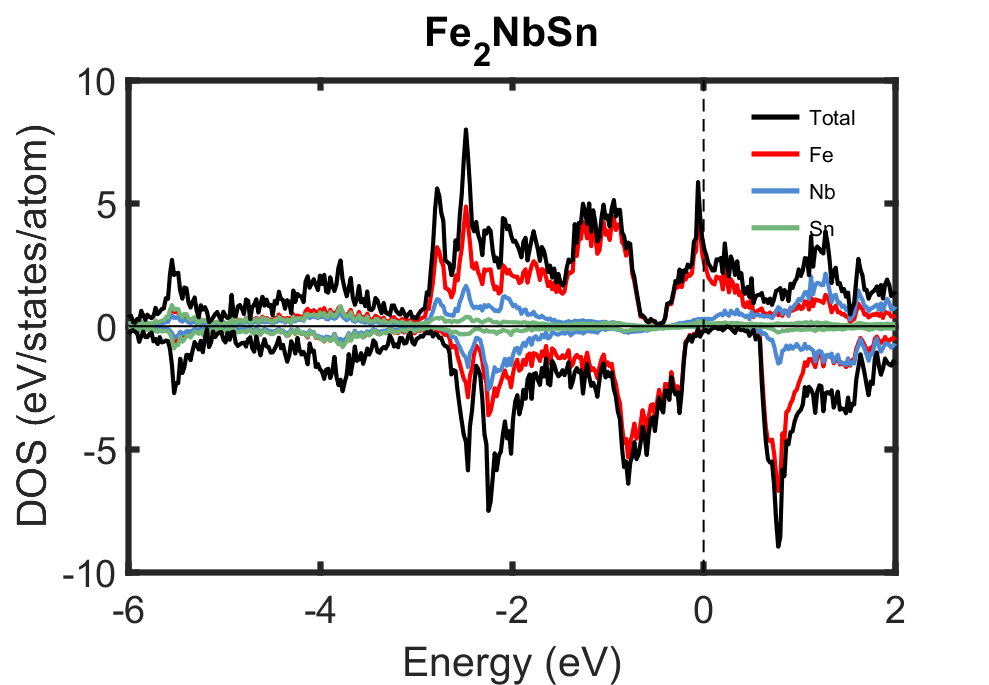 Fe₂NbSn
DOS (eV/states/atom)
10
5
0
-5
-10
Total
Fe
Nb
Sn
-6 -4 -2 0 2
Energy (eV)